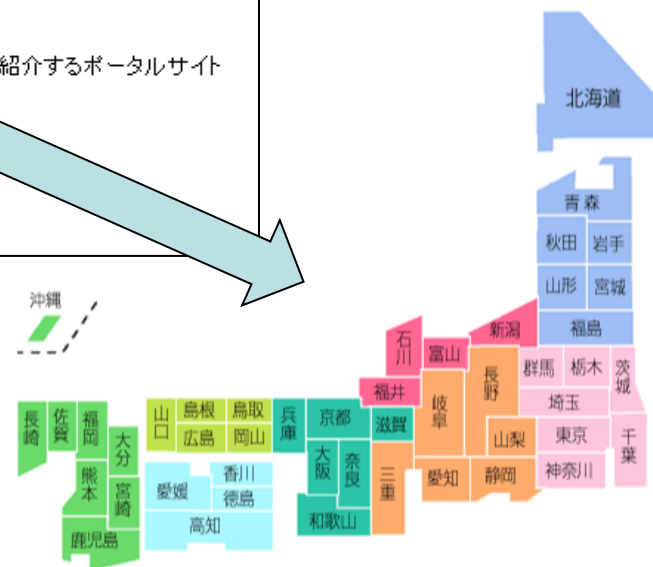 紹介するポータルサイト
北海道
青森
秋田
岩手
山形
宮城
福島
沖縄
石川
富山
新潟
福井
群馬
栃木
茨城
埼玉
長野
岐阜
山梨
東京
千葉
神奈川
愛知
静岡
三重
滋賀
京都
兵庫
大阪
奈良
和歌山
鳥取
島根
岡山
広島
山口
香川
徳島
愛媛
高知
福岡
佐賀
長崎
大分
熊本
宮崎
鹿児島